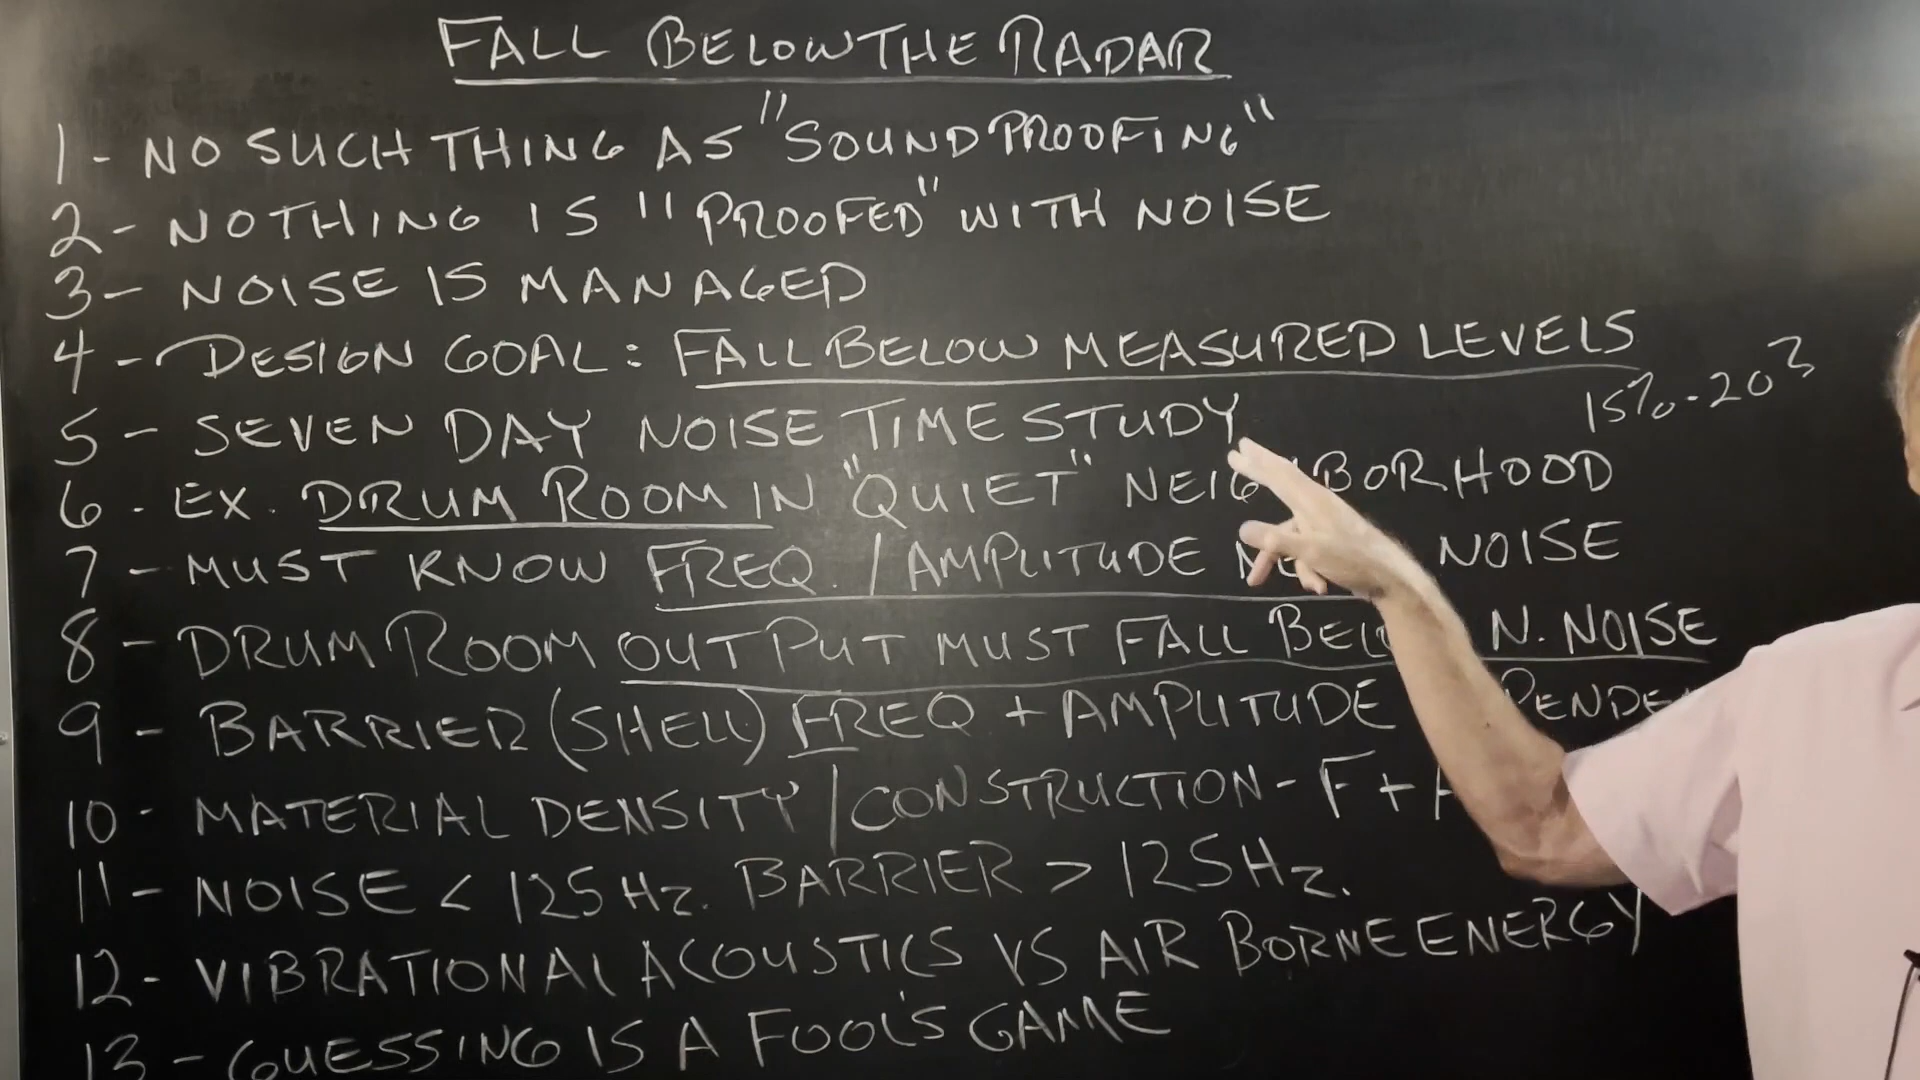 FALL BELOW THE RADAR
1 - NO SUCH THING AS "SOUNDPROOFING"
2 - NOTHING IS "PROOFED" WITH NOISE
3 - NOISE IS MANAGED
4 - DESIGN GOAL: FALL BELOW MEASURED LEVELS
15% - 20
5 - SEVEN DAY NOISE TIME STUDY
6 - EX. DRUM ROOM IN "QUIET" NEIGHBORHOOD
7 - MUST KNOW FREQ. / AMPLITUDE NOISE
8 - DRUM ROOM OUTPUT MUST FALL BELOW N. NOISE
9 - BARRIER (SHELL) FREQ + AMPLITUDE
10 - MATERIAL DENSITY / CONSTRUCTION - F +
11 - NOISE < 125 Hz. BARRIER > 125 Hz.
12 - VIBRATIONAL ACOUSTICS VS AIR BORNE ENERGY
13 - GUESSING IS A FOOL'S GAME